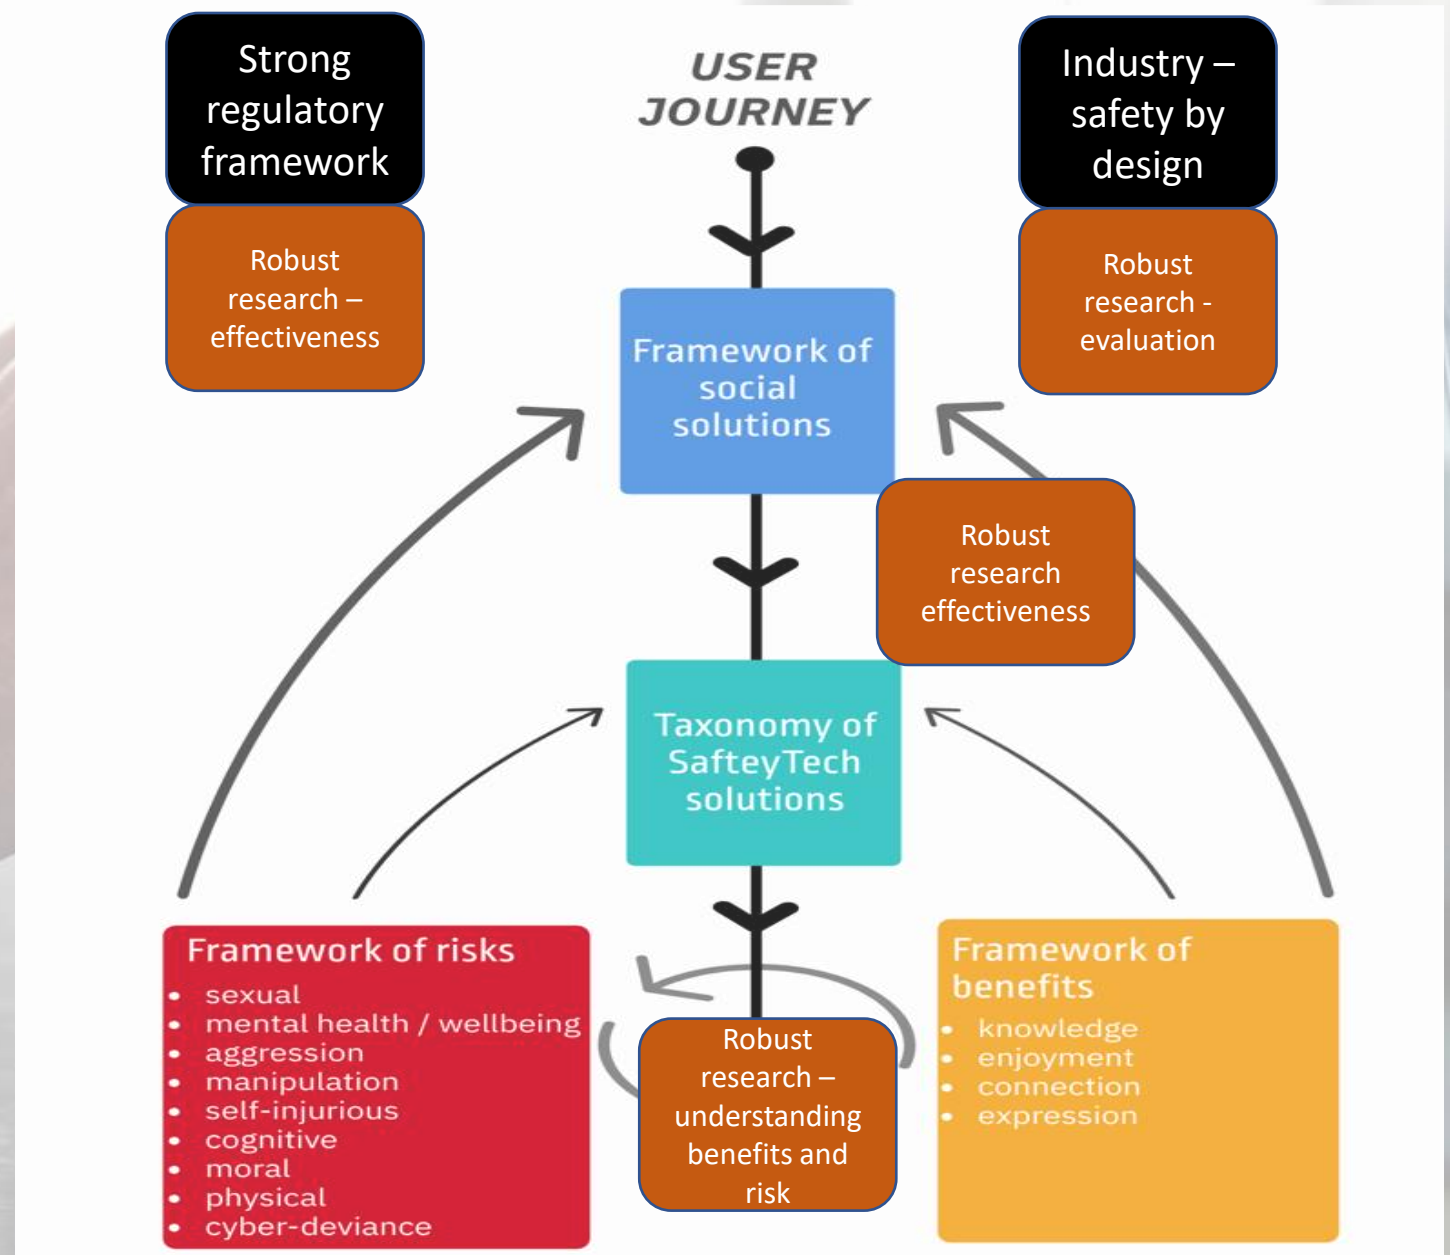 Strong
regulatory
framework
Robust
research –
effectiveness
USER
JOURNEY
Industry –
safety by
design
Robust
research -
evaluation
Framework of
social
solutions
Robust
research
effectiveness
Taxonomy of
SafteyTech
solutions
Framework of risks
• sexual
• mental health / wellbeing
• aggression
• manipulation
• self-injurious
• cognitive
• moral
• physical
• cyber-deviance
Robust
research –
understanding
benefits and
risk
Framework of
benefits
• knowledge
• enjoyment
• connection
• expression